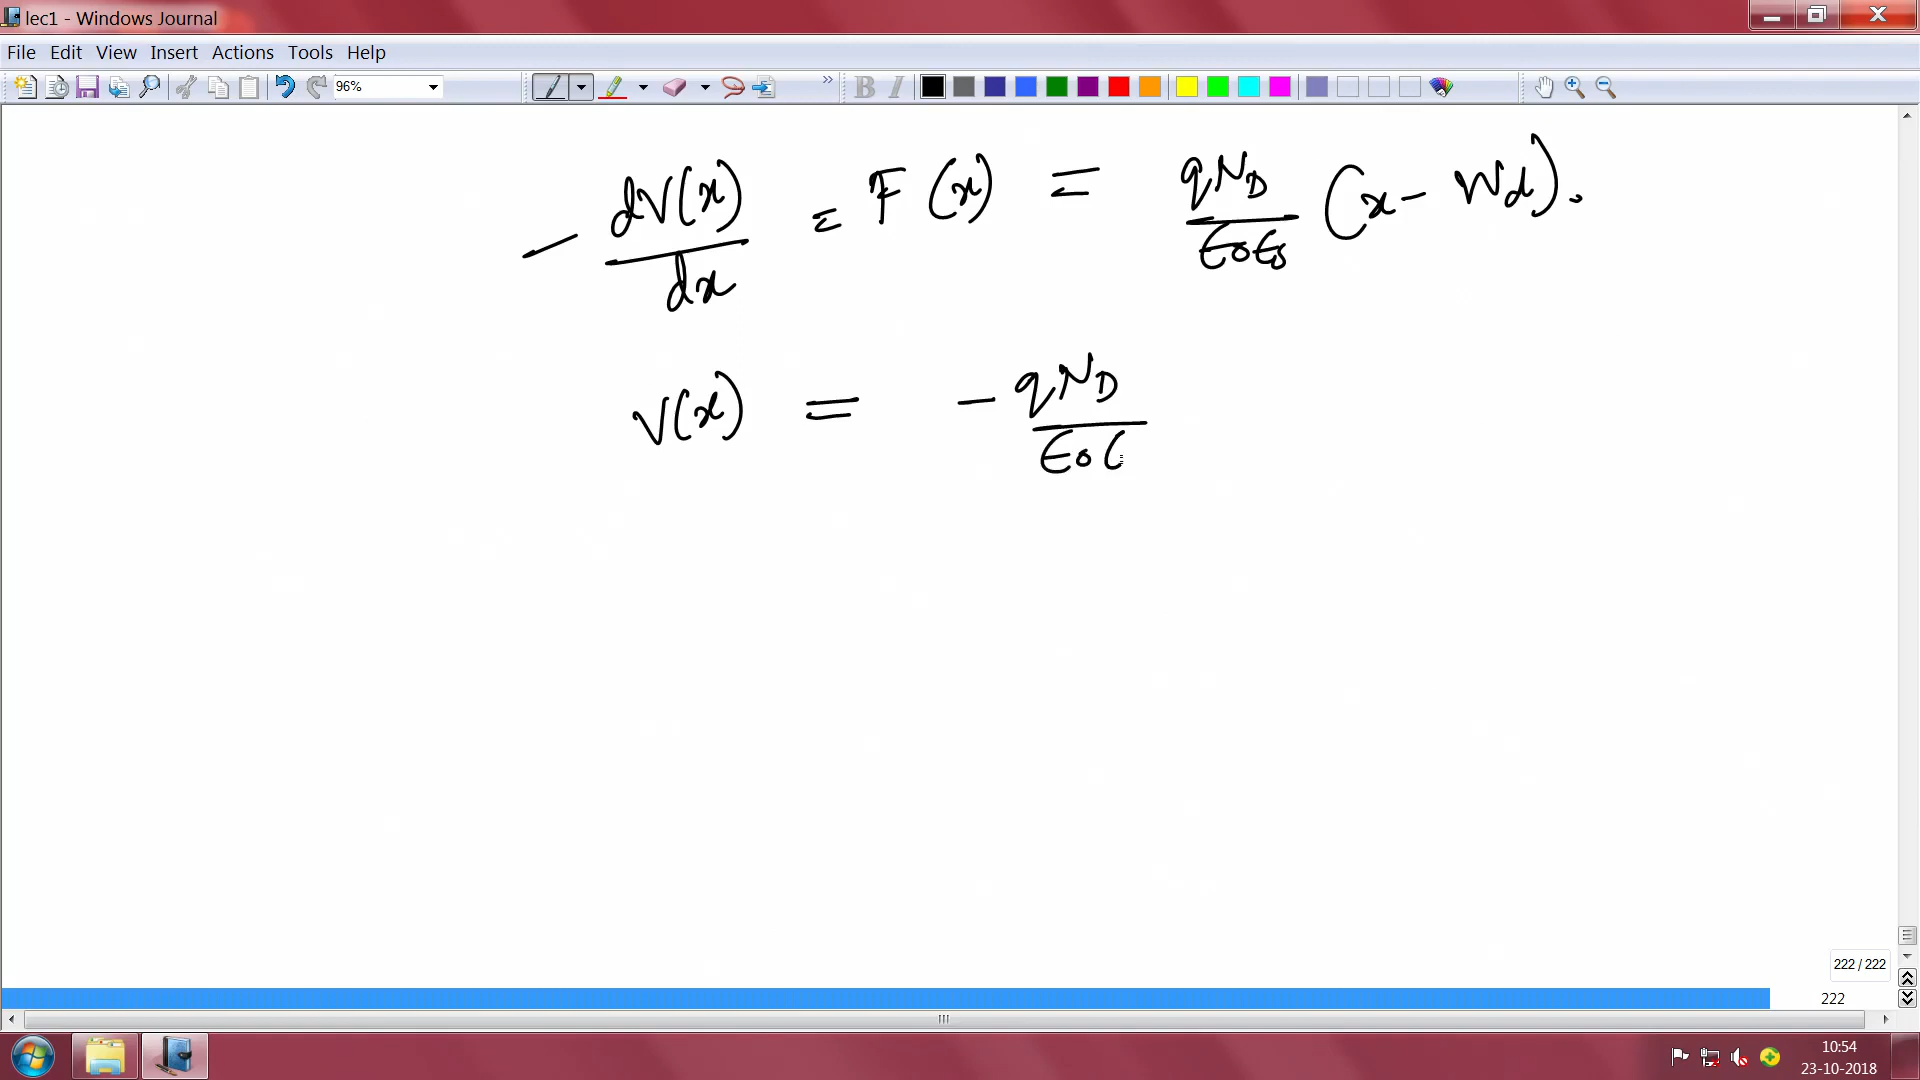 lec1 - Windows Journal
File Edit View Insert Actions Tools Help
96%
- dV(x)/dx = F(x) = qN_D/ϵ₀ϵ_s (x - W_d).
V(x) = - qN_D/ϵ₀(
222 / 222
222
10:54
23-10-2018